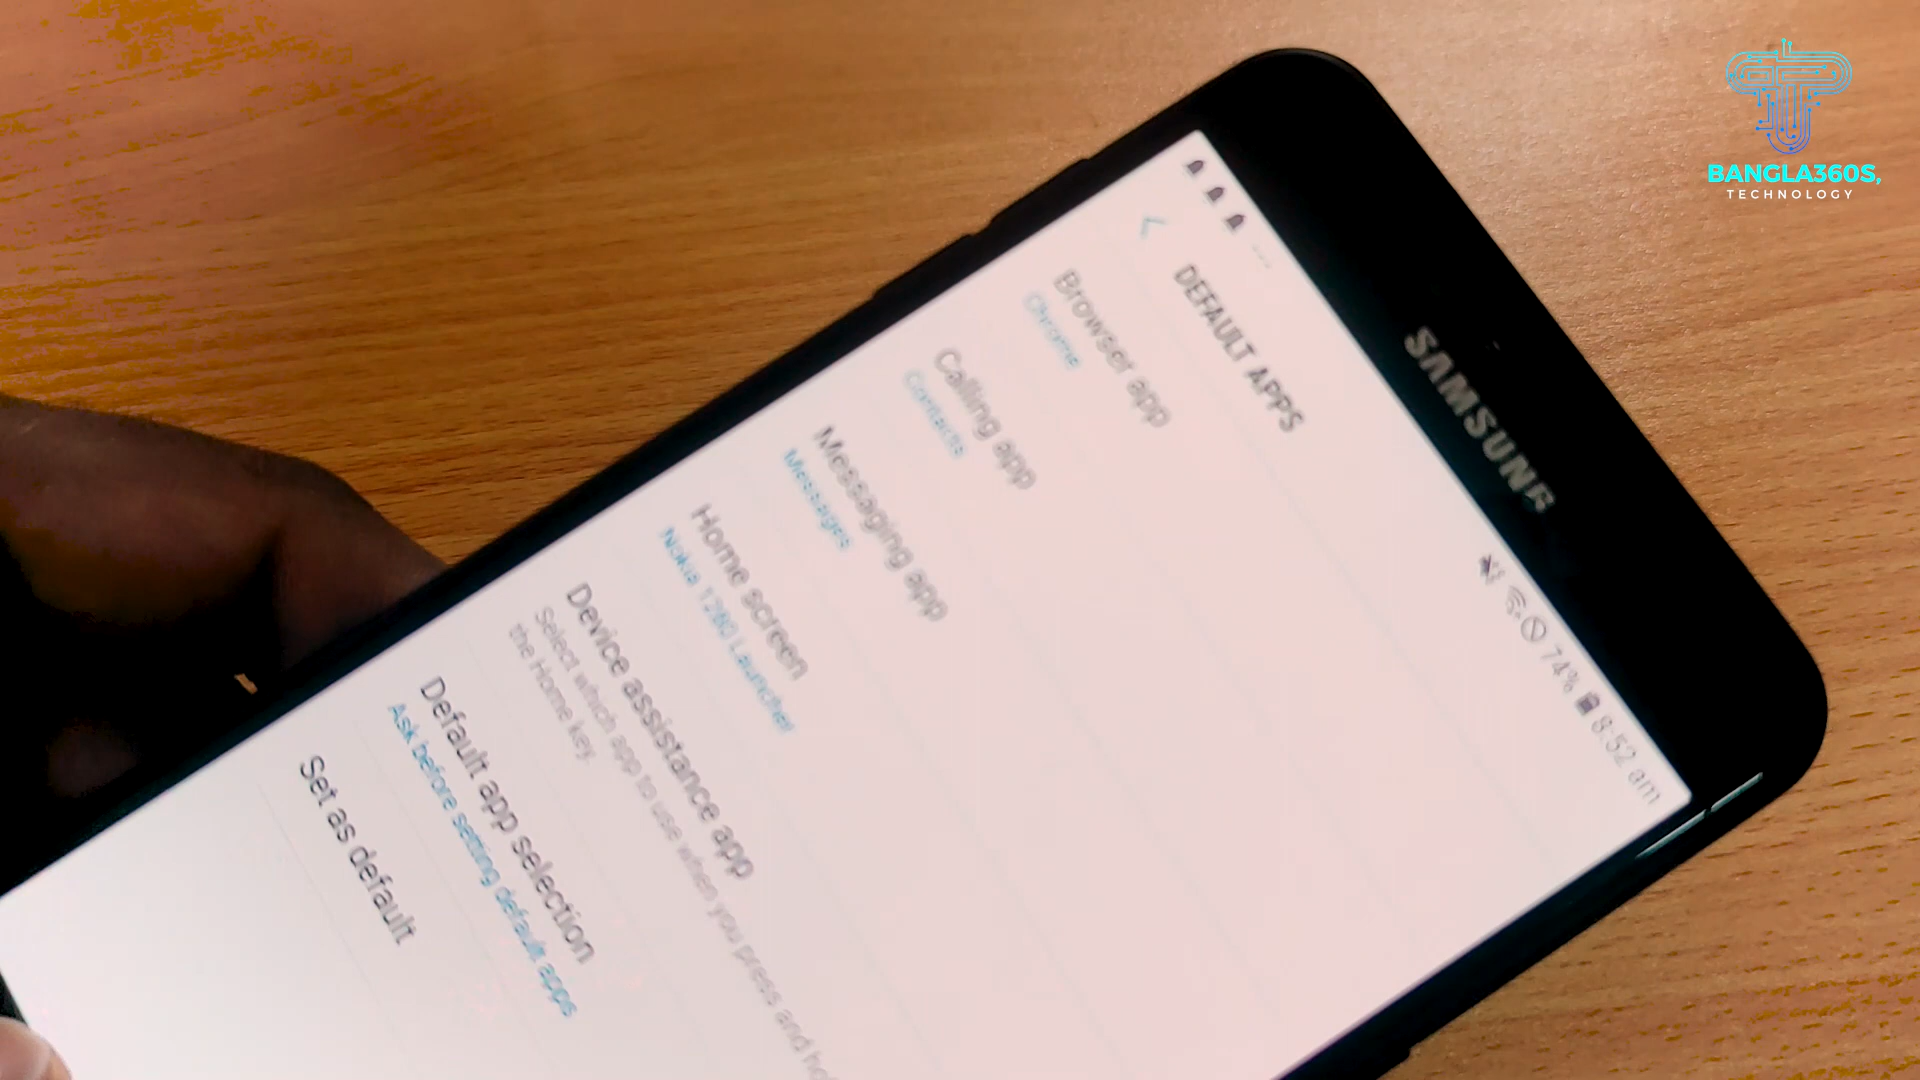 BANGLA360S,
TECHNOLOGY
SAMSUNG
74% 8:52 am
DEFAULT APPS
Browser app
Chrome
Calling app
Contacts
Messaging app
Messages
Home screen
Nokia 1280 Launcher
Device assistance app
Select which app to use when you press and ho
the Home key.
Default app selection
Ask before setting default apps
Set as default